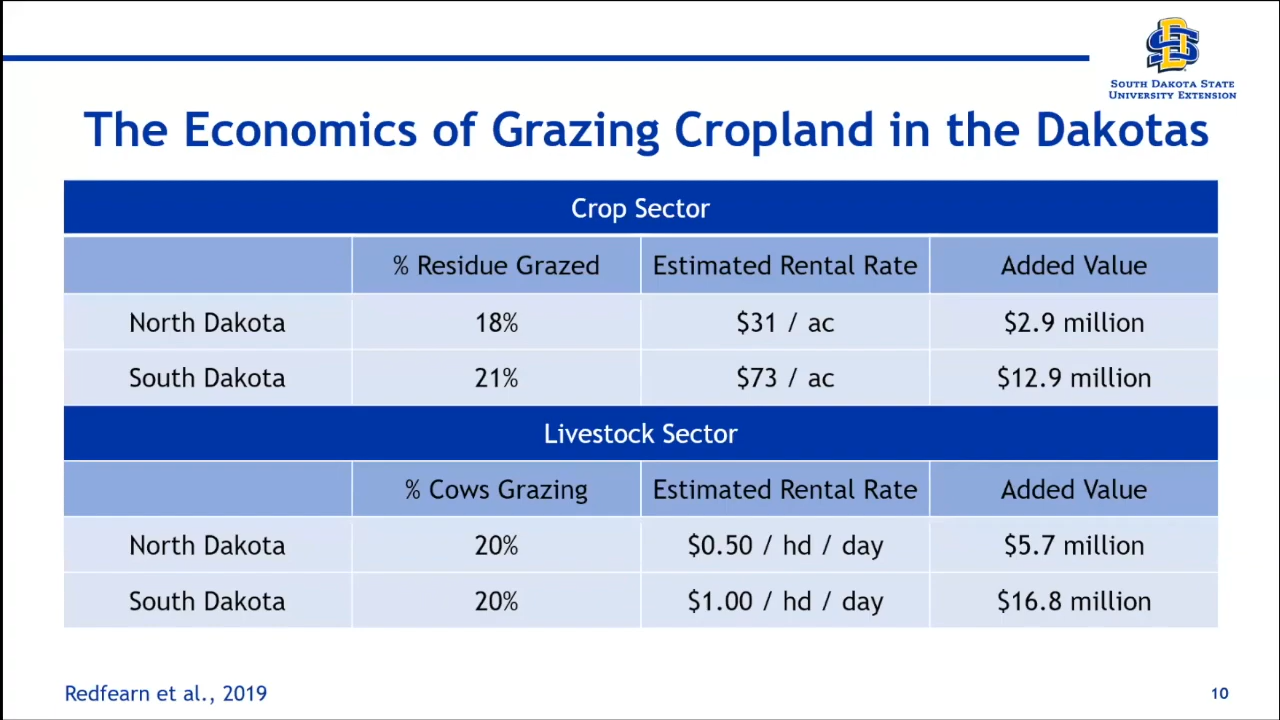 SOUTH DAKOTA STATE
UNIVERSITY EXTENSION
The Economics of Grazing Cropland in the Dakotas
Crop Sector
% Residue Grazed Estimated Rental Rate Added Value
North Dakota 18% $31 / ac $2.9 million
South Dakota 21% $73 / ac $12.9 million
Livestock Sector
% Cows Grazing Estimated Rental Rate Added Value
North Dakota 20% $0.50 / hd / day $5.7 million
South Dakota 20% $1.00 / hd / day $16.8 million
Redfearn et al., 2019 10